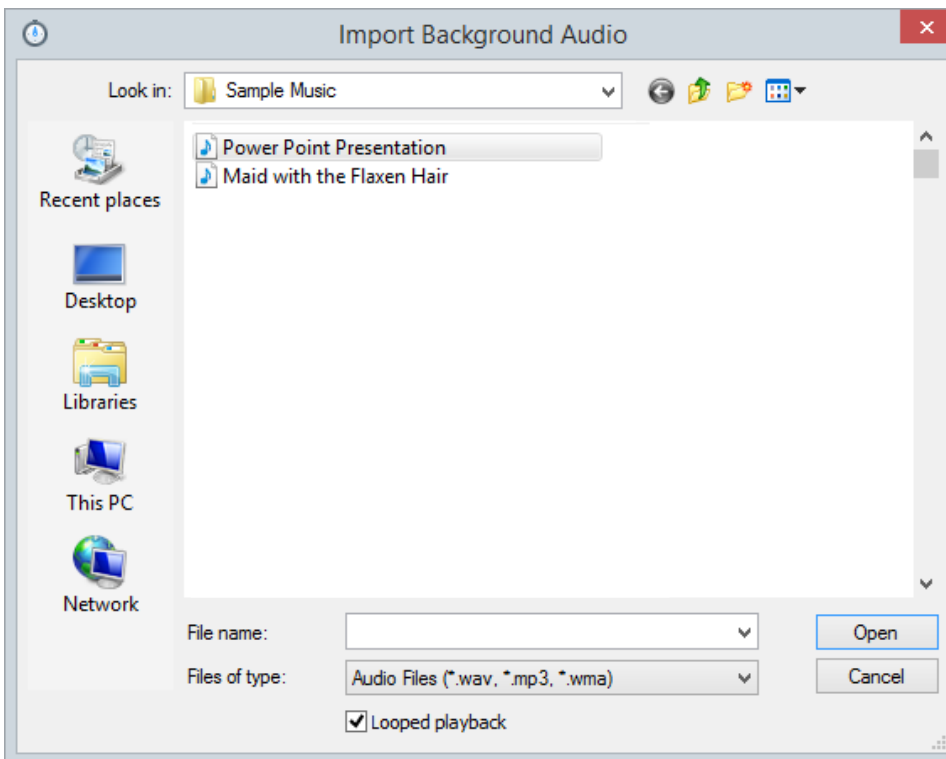 Import Background Audio
Look in: Sample Music
Power Point Presentation
Maid with the Flaxen Hair
Recent places
Desktop
Libraries
This PC
Network
File name: Open
Files of type: Audio Files (*.wav, *.mp3, *.wma) Cancel
Looped playback